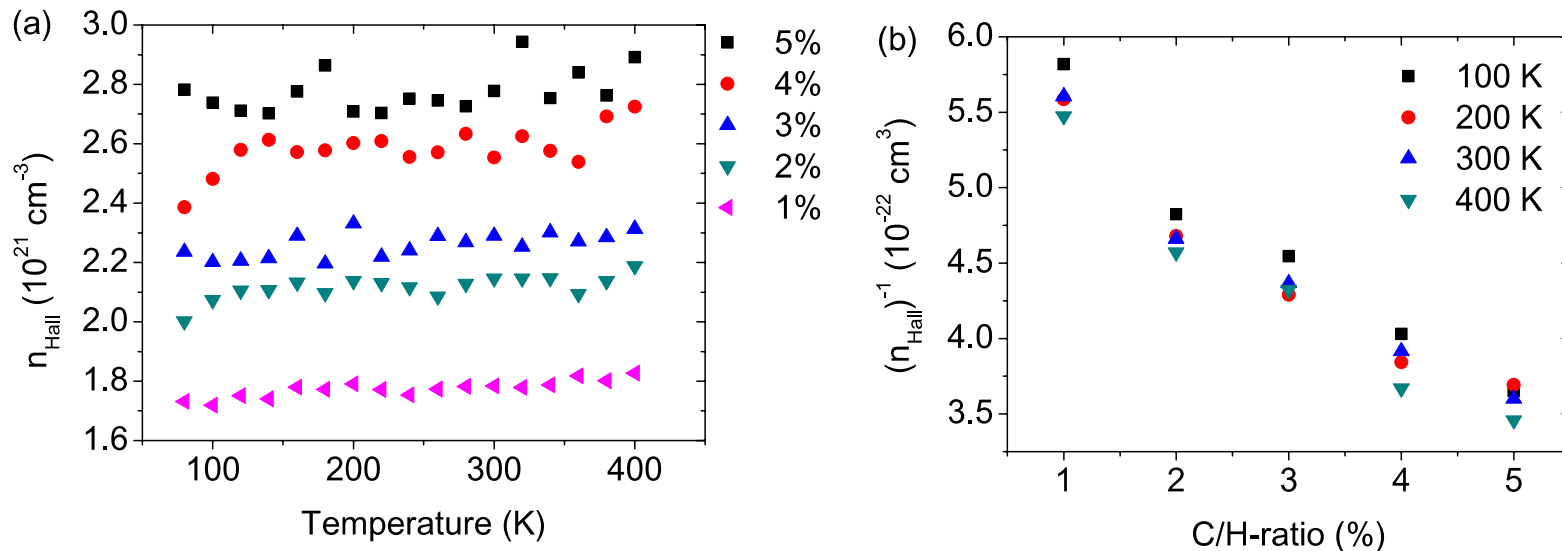 (a)
3.0
2.8
2.6
2.4
2.2
2.0
1.8
1.6
n_Hall (10^21 cm^-3)
100
200
300
400
Temperature (K)
5%
4%
3%
2%
1%
(b)
6.0
5.5
5.0
4.5
4.0
3.5
(n_Hall)^-1 (10^-22 cm^3)
1
2
3
4
5
C/H-ratio (%)
100 K
200 K
300 K
400 K